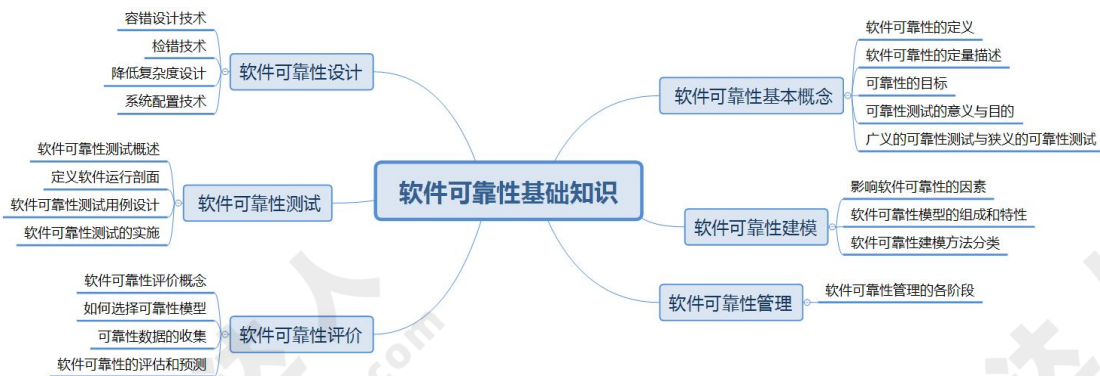 软件可靠性基础知识
软件可靠性基本概念
软件可靠性的定义
软件可靠性的定量描述
可靠性的目标
可靠性测试的意义与目的
广义的可靠性测试与狭义的可靠性测试
软件可靠性建模
影响软件可靠性的因素
软件可靠性模型的组成和特性
软件可靠性建模方法分类
软件可靠性管理
软件可靠性管理的各阶段
软件可靠性设计
容错设计技术
检错技术
降低复杂度设计
系统配置技术
软件可靠性测试
软件可靠性测试概述
定义软件运行剖面
软件可靠性测试用例设计
软件可靠性测试的实施
软件可靠性评价
软件可靠性评价概念
如何选择可靠性模型
可靠性数据的收集
软件可靠性的评估和预测
.com